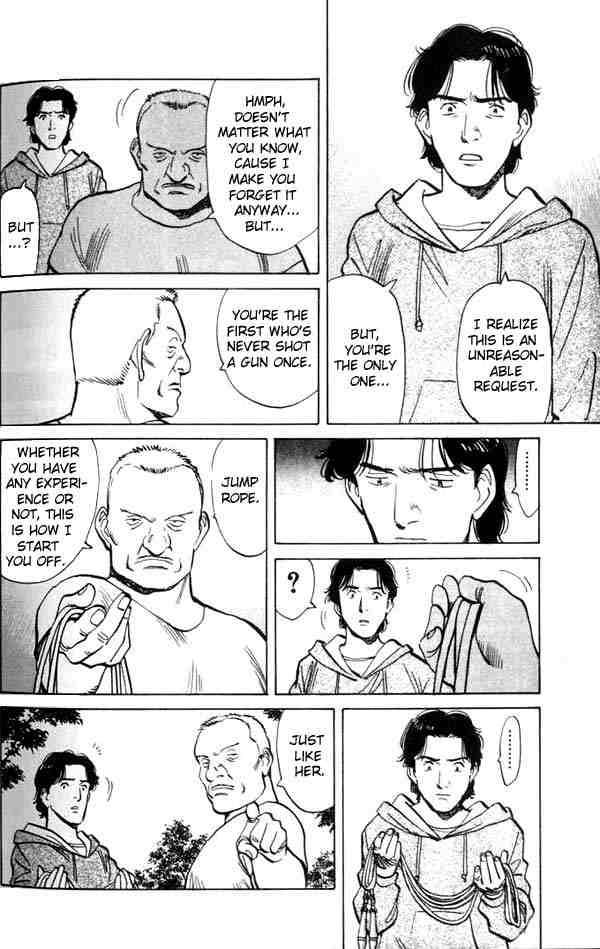 I REALIZE
THIS IS AN
UNREASON-
ABLE
REQUEST.
BUT,
YOU'RE
THE ONLY
ONE...
HMPH,
DOESN'T
MATTER WHAT
YOU KNOW,
CAUSE I
MAKE YOU
FORGET IT
ANYWAY...
BUT...
BUT
...?
YOU'RE THE
FIRST WHO'S
NEVER SHOT
A GUN ONCE.
........
?
JUMP
ROPE.
WHETHER
YOU HAVE
ANY EXPERI-
ENCE OR
NOT, THIS
IS HOW I
START
YOU OFF.
........
JUST
LIKE
HER.